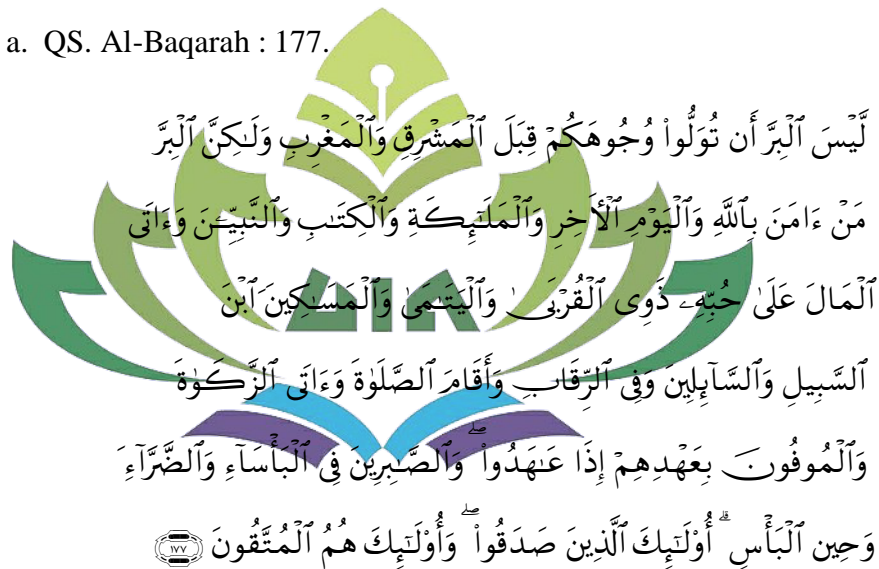 a. QS. Al-Baqarah : 177.
لَّيْسَ ٱلْبِرَّ أَن تُوَلُّوا۟ وُجُوهَكُمْ قِبَلَ ٱلْمَشْرِقِ وَٱلْمَغْرِبِ وَلَـٰكِنَّ ٱلْبِرَّ
مَنْ ءَامَنَ بِٱللَّهِ وَٱلْيَوْمِ ٱلْأَخِرِ وَٱلْمَلَـٰٓئِكَةِ وَٱلْكِتَـٰبِ وَٱلنَّبِيِّـۧنَ وَءَاتَى
ٱلْمَالَ عَلَىٰ حُبِّهِۦ ذَوِى ٱلْقُرْبَىٰ وَٱلْيَتَـٰمَىٰ وَٱلْمَسَـٰكِينَ ٱبْنَ
ٱلسَّبِيلِ وَٱلسَّآئِلِينَ وَفِى ٱلرِّقَابِ وَأَقَامَ ٱلصَّلَوٰةَ وَءَاتَى ٱلزَّكَوٰةَ
وَٱلْمُوفُونَ بِعَهْدِهِمْ إِذَا عَـٰهَدُوا۟ ۖ وَٱلصَّـٰبِرِينَ فِى ٱلْبَأْسَآءِ وَٱلضَّرَّآءِ
وَحِينَ ٱلْبَأْسِ ۗ أُو۟لَـٰٓئِكَ ٱلَّذِينَ صَدَقُوا۟ ۖ وَأُو۟لَـٰٓئِكَ هُمُ ٱلْمُتَّقُونَ ١٧٧